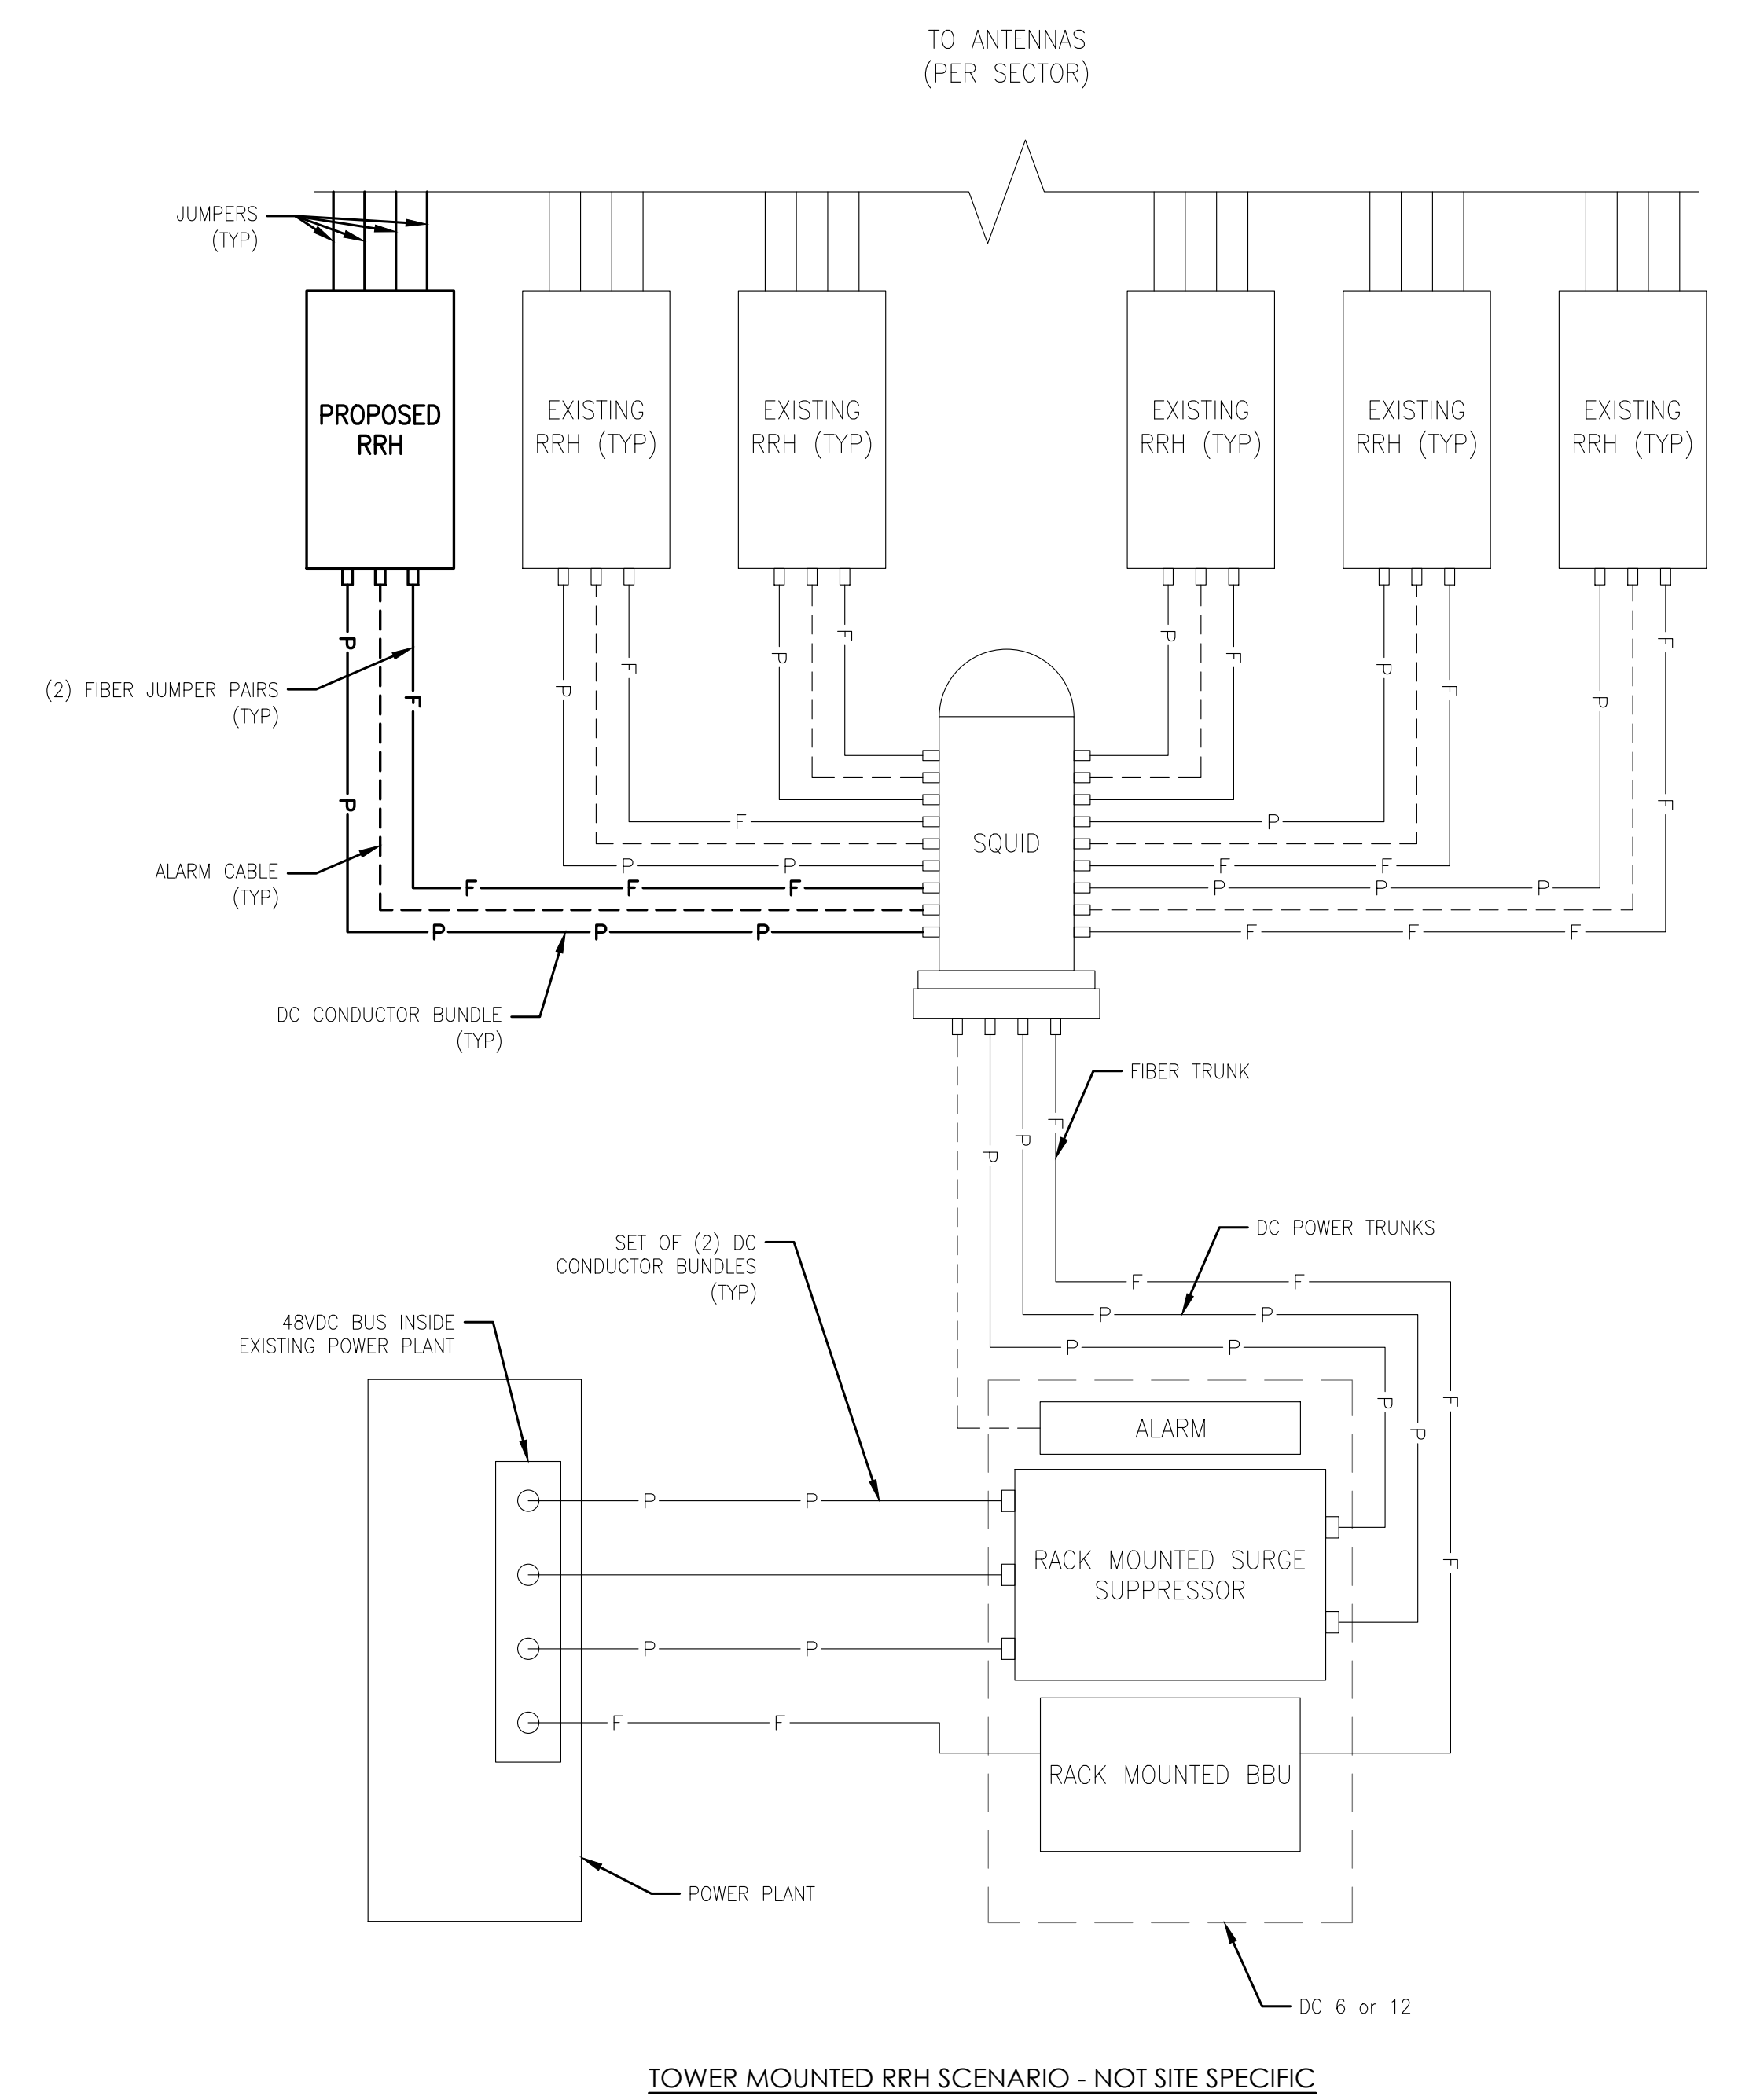 TO ANTENNAS
(PER SECTOR)
JUMPERS
(TYP)
PROPOSED
RRH
EXISTING
RRH (TYP)
EXISTING
RRH (TYP)
EXISTING
RRH (TYP)
EXISTING
RRH (TYP)
EXISTING
RRH (TYP)
P
F
P
F
P
F
P
F
P
F
P
F
(2) FIBER JUMPER PAIRS
(TYP)
P
F
SQUID
F
P
ALARM CABLE
(TYP)
P P
F F
F F F
P P P
P P P
F F F
DC CONDUCTOR BUNDLE
(TYP)
FIBER TRUNK
P
P
F
DC POWER TRUNKS
SET OF (2) DC
CONDUCTOR BUNDLES
(TYP)
F F
P P
P P
48VDC BUS INSIDE
EXISTING POWER PLANT
P
P
F
ALARM
P P
RACK MOUNTED SURGE
SUPPRESSOR
F
P P
F F
RACK MOUNTED BBU
POWER PLANT
DC 6 or 12
TOWER MOUNTED RRH SCENARIO - NOT SITE SPECIFIC